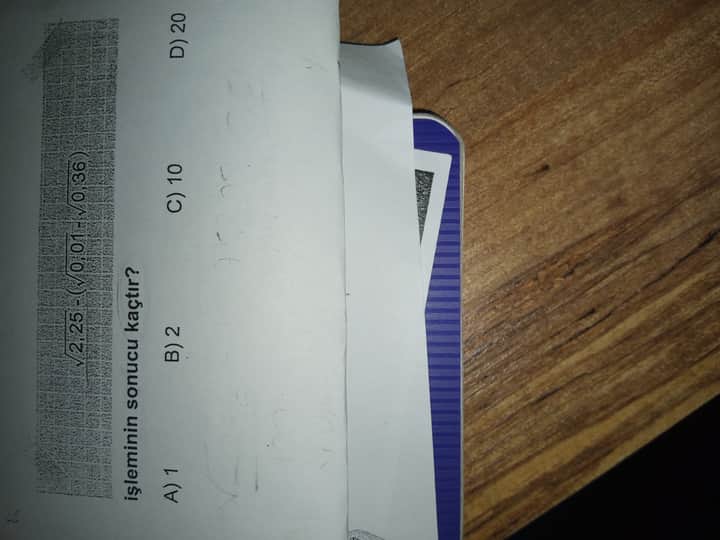 √2,25 - (√0,01 - √0,36)
işleminin sonucu kaçtır?
A) 1 B) 2 C) 10 D) 20